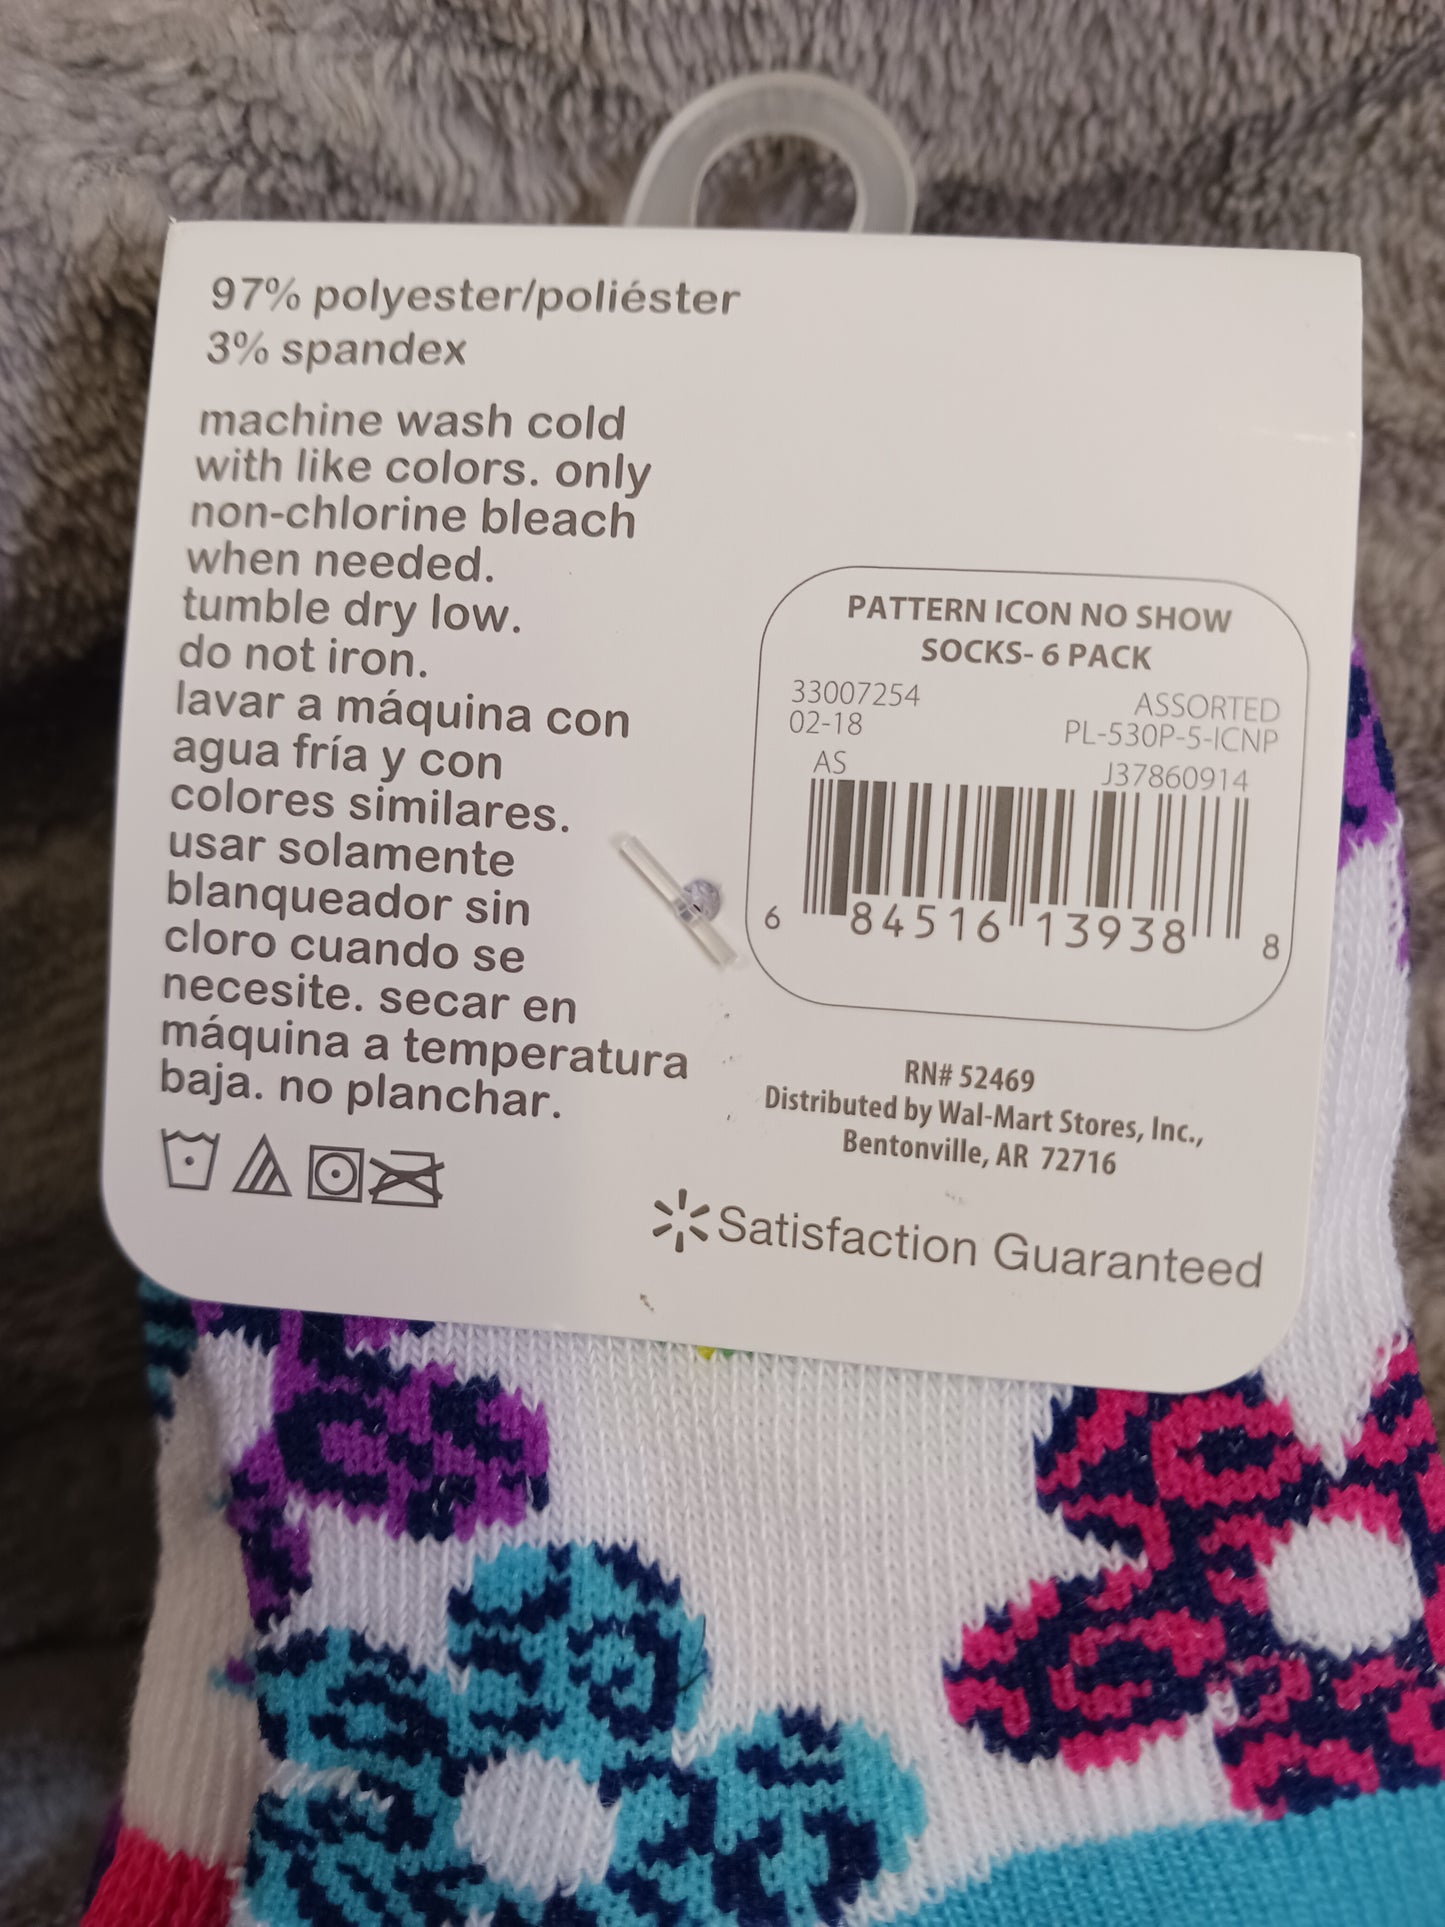 97% polyester/poliéster
3% spandex
machine wash cold
with like colors. only
non-chlorine bleach
when needed.
tumble dry low.
do not iron.
lavar a máquina con
agua fría y con
colores similares.
usar solamente
blanqueador sin
cloro cuando se
necesite. secar en
máquina a temperatura
baja. no planchar.
PATTERN ICON NO SHOW
SOCKS- 6 PACK
33007254
ASSORTED
02-18
PL-530P-5-ICNP
AS
J37860914
6 84516 13938 8
RN# 52469
Distributed by Wal-Mart Stores, Inc.,
Bentonville, AR 72716
Satisfaction Guaranteed